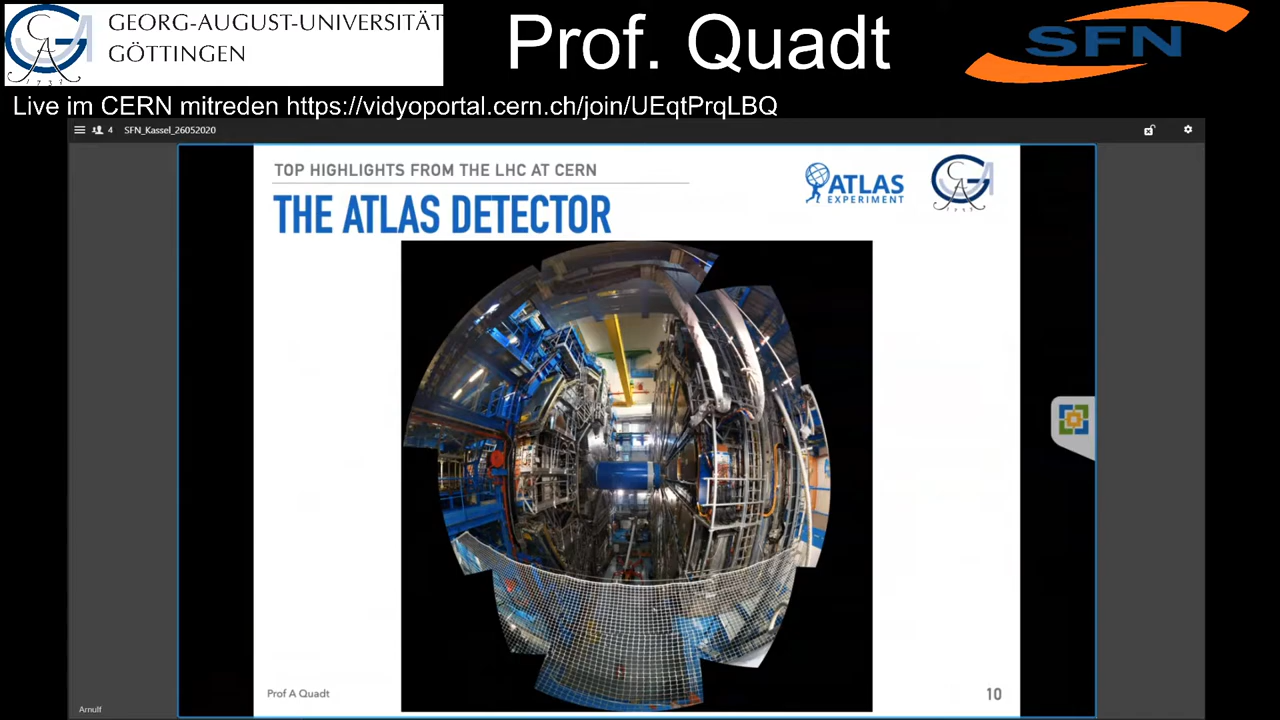 GEORG-AUGUST-UNIVERSITÄT
GÖTTINGEN
Prof. Quadt
SFN
Live im CERN mitreden https://vidyoportal.cern.ch/join/UEqtPrqLBQ
4 SFN_Kassel_26052020
TOP HIGHLIGHTS FROM THE LHC AT CERN
THE ATLAS DETECTOR
ATLAS
EXPERIMENT
Prof A Quadt
10
Arnulf